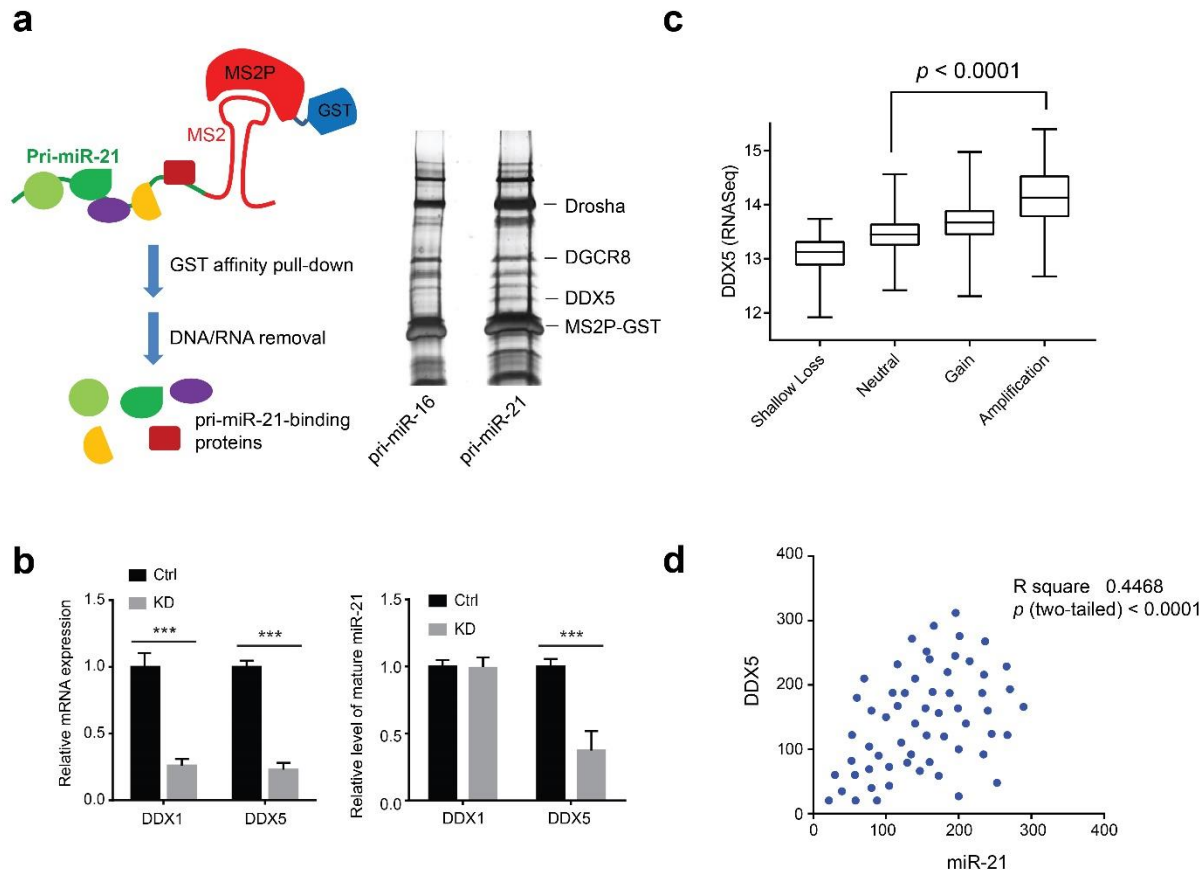 a
MS2P
GST
MS2
Pri-miR-21
GST affinity pull-down
DNA/RNA removal
pri-miR-21-binding
proteins
Drosha
DGCR8
DDX5
MS2P-GST
pri-miR-16
pri-miR-21
c
p < 0.0001
DDX5 (RNASeq)
15
14
13
12
Shallow Loss
Neutral
Gain
Amplification
b
Ctrl
KD
Relative mRNA expression
1.5
1.0
0.5
0.0
***
***
DDX1
DDX5
Ctrl
KD
Relative level of mature miR-21
1.5
1.0
0.5
0.0
***
DDX1
DDX5
d
R square 0.4468
p (two-tailed) < 0.0001
DDX5
400
300
200
100
0
0
100
200
300
400
miR-21